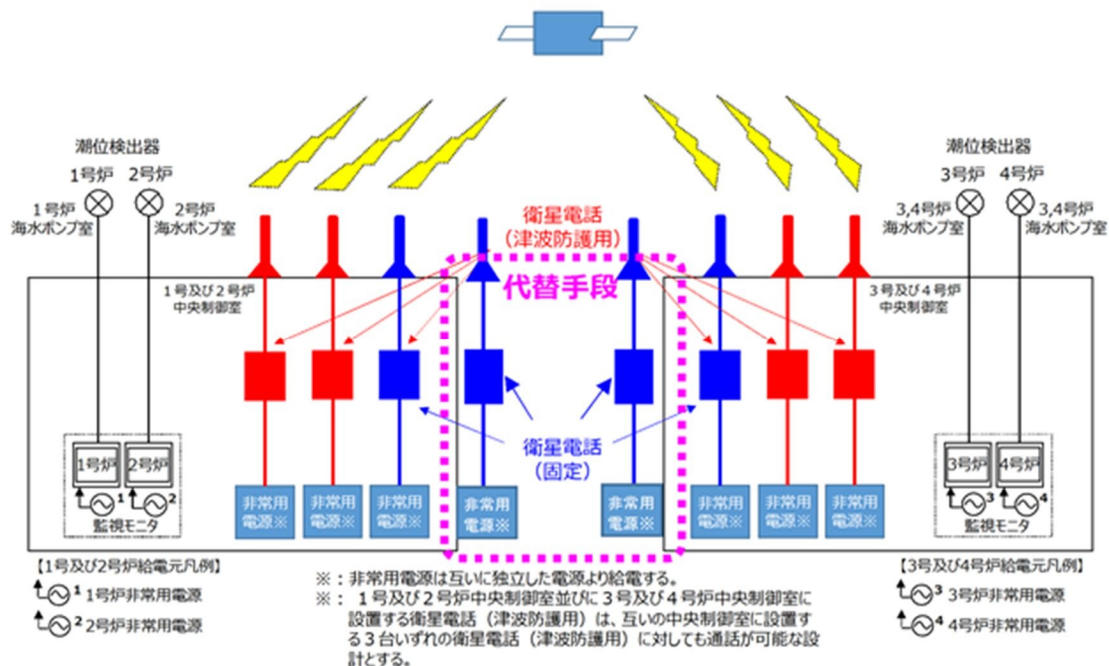 潮位検出器
1号炉 2号炉
1号炉
海水ポンプ室
2号炉
海水ポンプ室
衛星電話
（津波防護用）
潮位検出器
3号炉 4号炉
3,4号炉
海水ポンプ室
3,4号炉
海水ポンプ室
1号及び2号炉
中央制御室
代替手段
3号及び4号炉
中央制御室
衛星電話
（固定）
1号炉 2号炉
1 2
監視モニタ
非常用
電源※
非常用
電源※
非常用
電源※
非常用
電源※
非常用
電源※
非常用
電源※
非常用
電源※
非常用
電源※
3号炉 4号炉
3 4
監視モニタ
【1号及び2号炉給電元凡例】
1 1号炉非常用電源
2 2号炉非常用電源
※：非常用電源は互いに独立した電源より給電する。
※：1号及び2号炉中央制御室並びに3号及び4号炉中央制御室に
設置する衛星電話（津波防護用）は、互いの中央制御室に設置す
る3台いずれの衛星電話（津波防護用）に対しても通話が可能な設
計とする。
【3号及び4号炉給電元凡例】
3 3号炉非常用電源
4 4号炉非常用電源